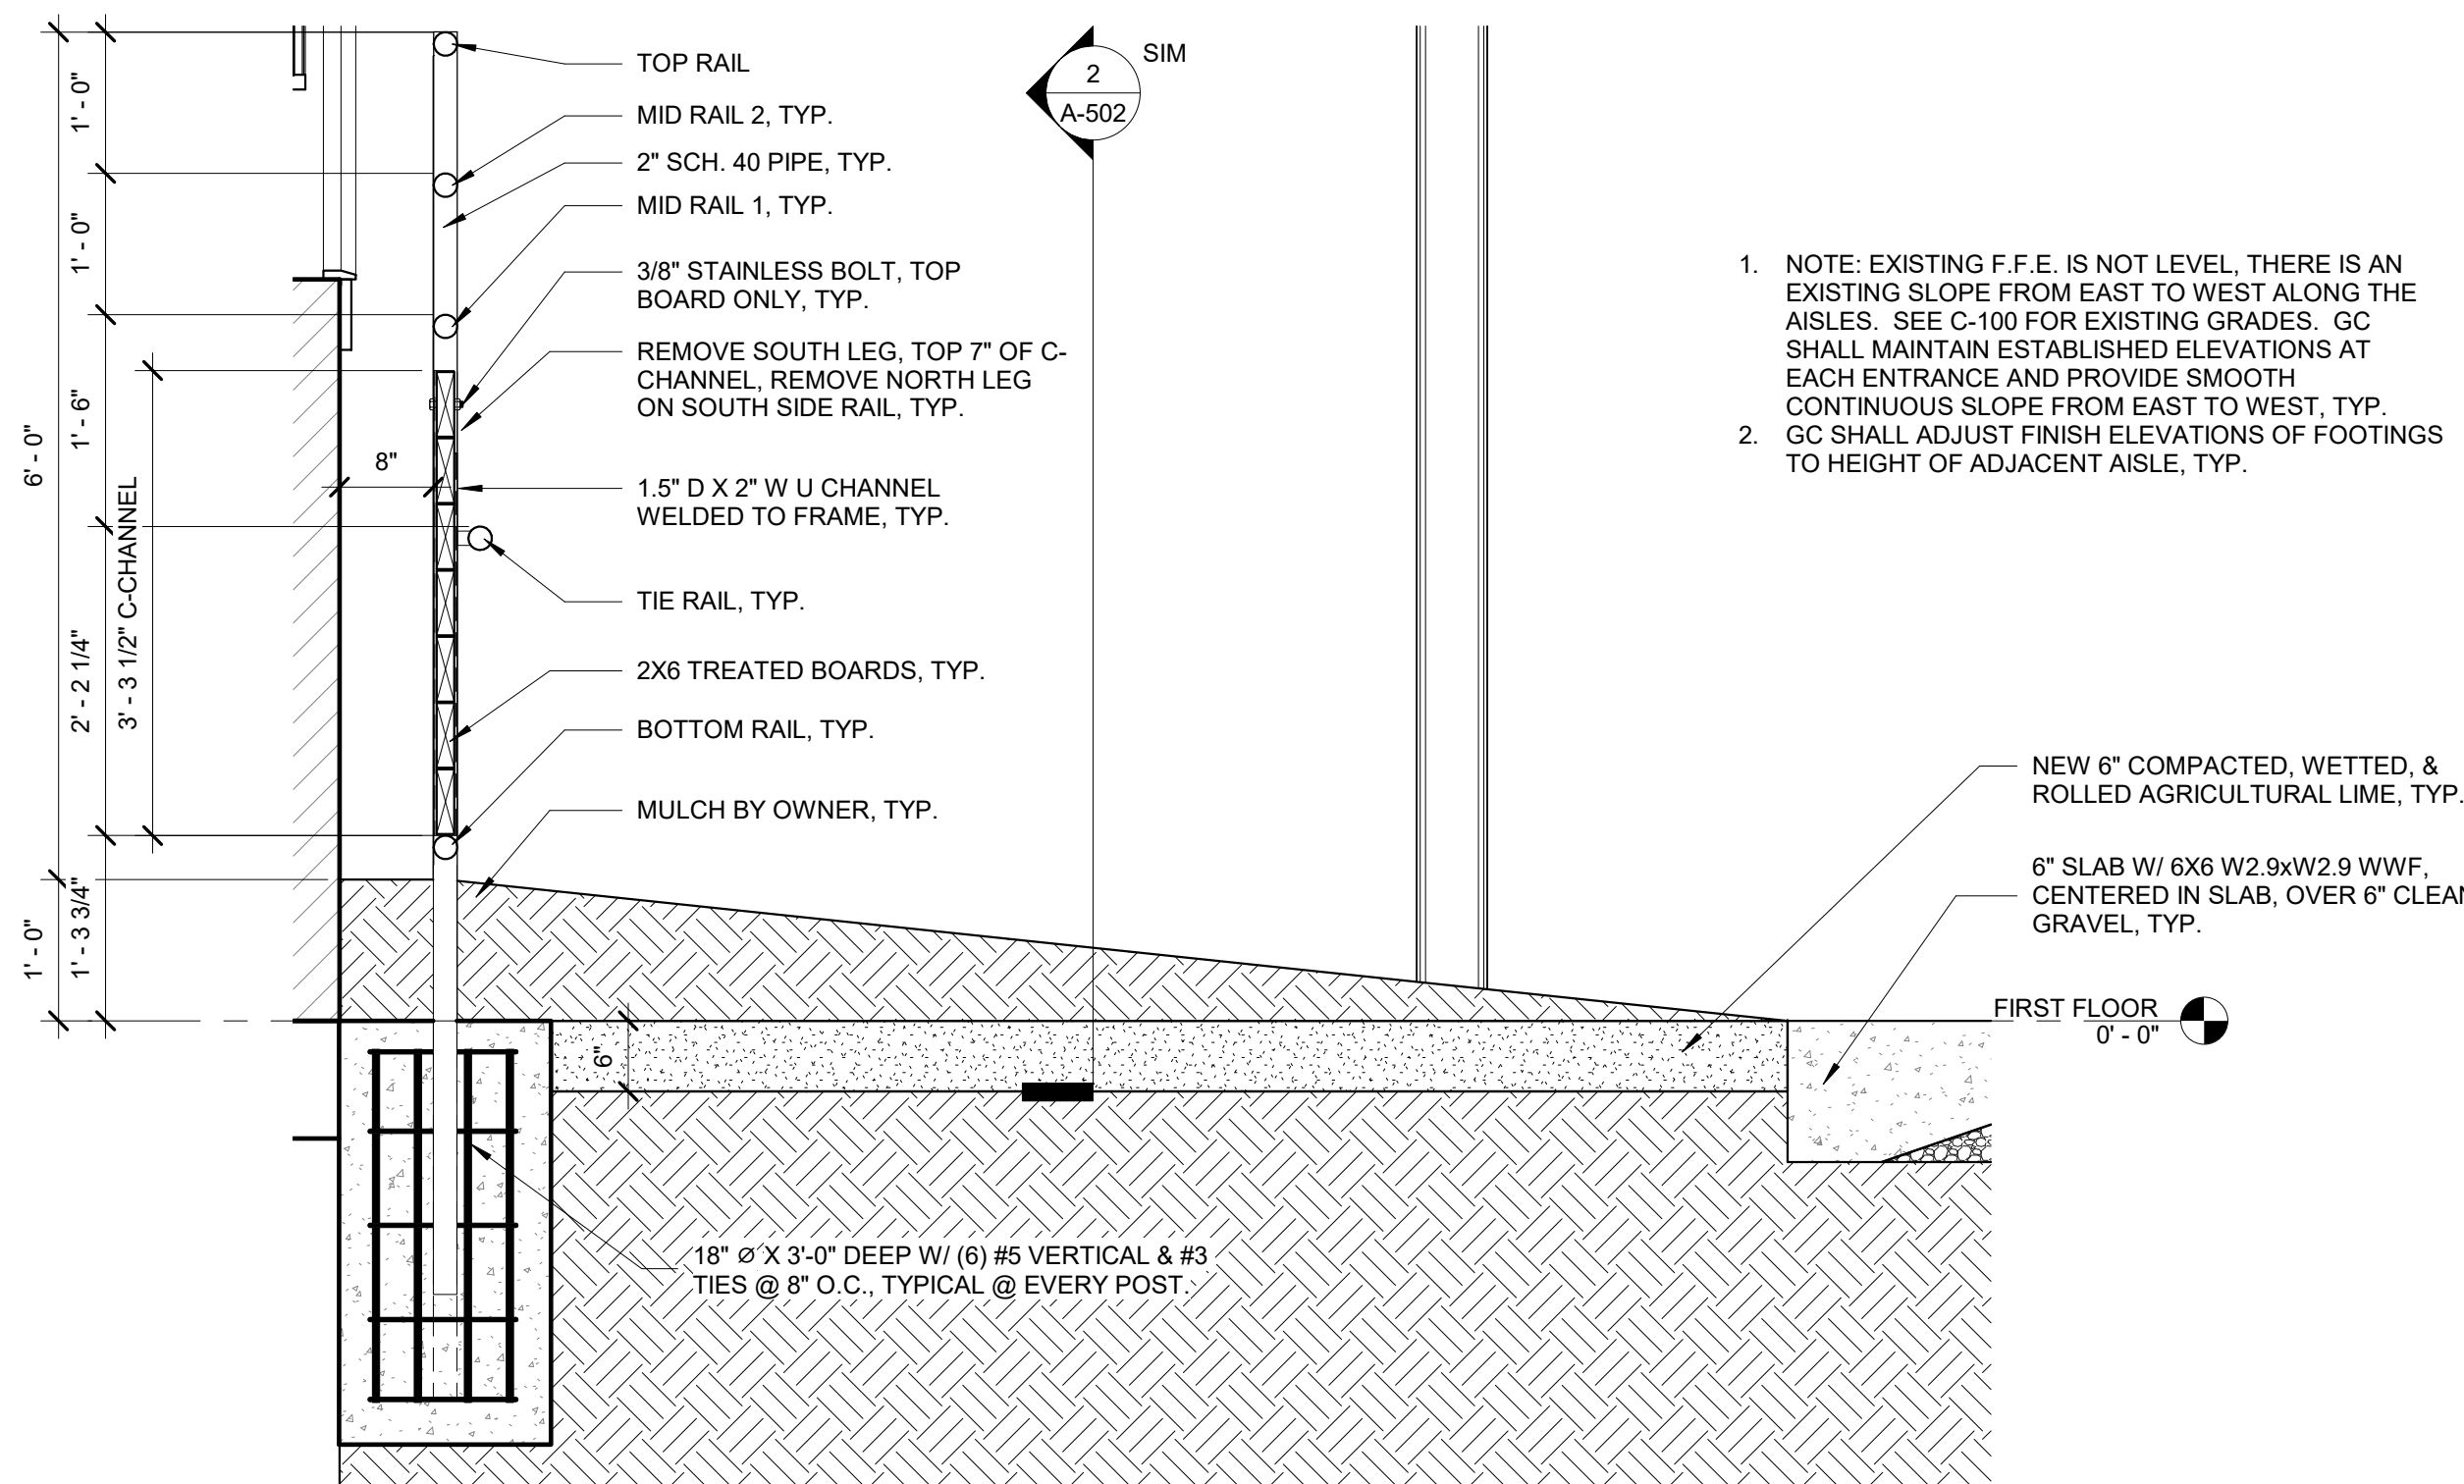 TOP RAIL
MID RAIL 2, TYP.
2" SCH. 40 PIPE, TYP.
MID RAIL 1, TYP.
3/8" STAINLESS BOLT, TOP
BOARD ONLY, TYP.
REMOVE SOUTH LEG, TOP 7" OF C-
CHANNEL, REMOVE NORTH LEG
ON SOUTH SIDE RAIL, TYP.
1.5" D X 2" W U CHANNEL
WELDED TO FRAME, TYP.
TIE RAIL, TYP.
2X6 TREATED BOARDS, TYP.
BOTTOM RAIL, TYP.
MULCH BY OWNER, TYP.
6' - 0"
1' - 0"
1' - 0"
1' - 0"
1' - 6"
2' - 2 1/4"
1' - 3 3/4"
3' - 3 1/2" C-CHANNEL
8"
6"
2
A-502
SIM
1. NOTE: EXISTING F.F.E. IS NOT LEVEL, THERE IS AN
EXISTING SLOPE FROM EAST TO WEST ALONG THE
AISLES. SEE C-100 FOR EXISTING GRADES. GC
SHALL MAINTAIN ESTABLISHED ELEVATIONS AT
EACH ENTRANCE AND PROVIDE SMOOTH
CONTINUOUS SLOPE FROM EAST TO WEST, TYP.
2. GC SHALL ADJUST FINISH ELEVATIONS OF FOOTINGS
TO HEIGHT OF ADJACENT AISLE, TYP.
NEW 6" COMPACTED, WETTED, &
ROLLED AGRICULTURAL LIME, TYP.
6" SLAB W/ 6X6 W2.9xW2.9 WWF,
CENTERED IN SLAB, OVER 6" CLEAN
GRAVEL, TYP.
FIRST FLOOR
0' - 0"
18" Ø X 3'-0" DEEP W/ (6) #5 VERTICAL & #3
TIES @ 8" O.C., TYPICAL @ EVERY POST.